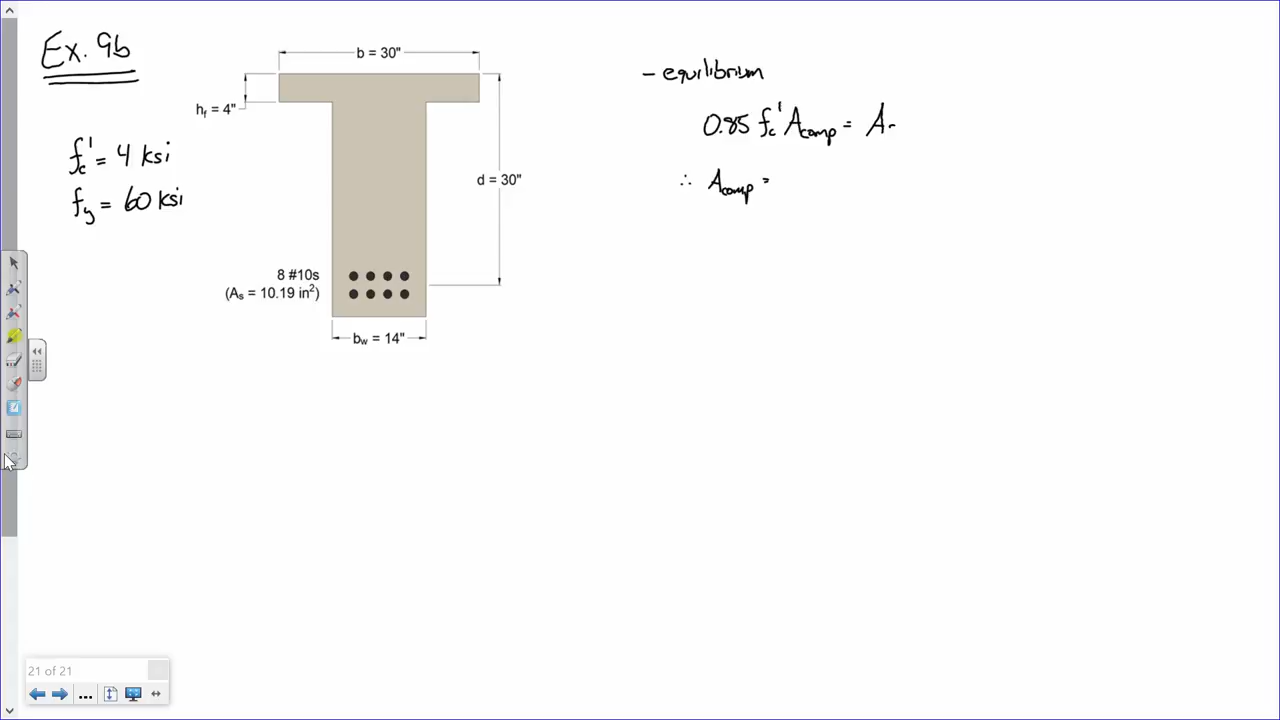 Ex. 9b
b = 30"
hf = 4"
f'c = 4 ksi
fy = 60 ksi
d = 30"
8 #10s
(As = 10.19 in²)
bw = 14"
- equilibrium
0.85 f'c Acomp = A
∴ Acomp =
21 of 21
...